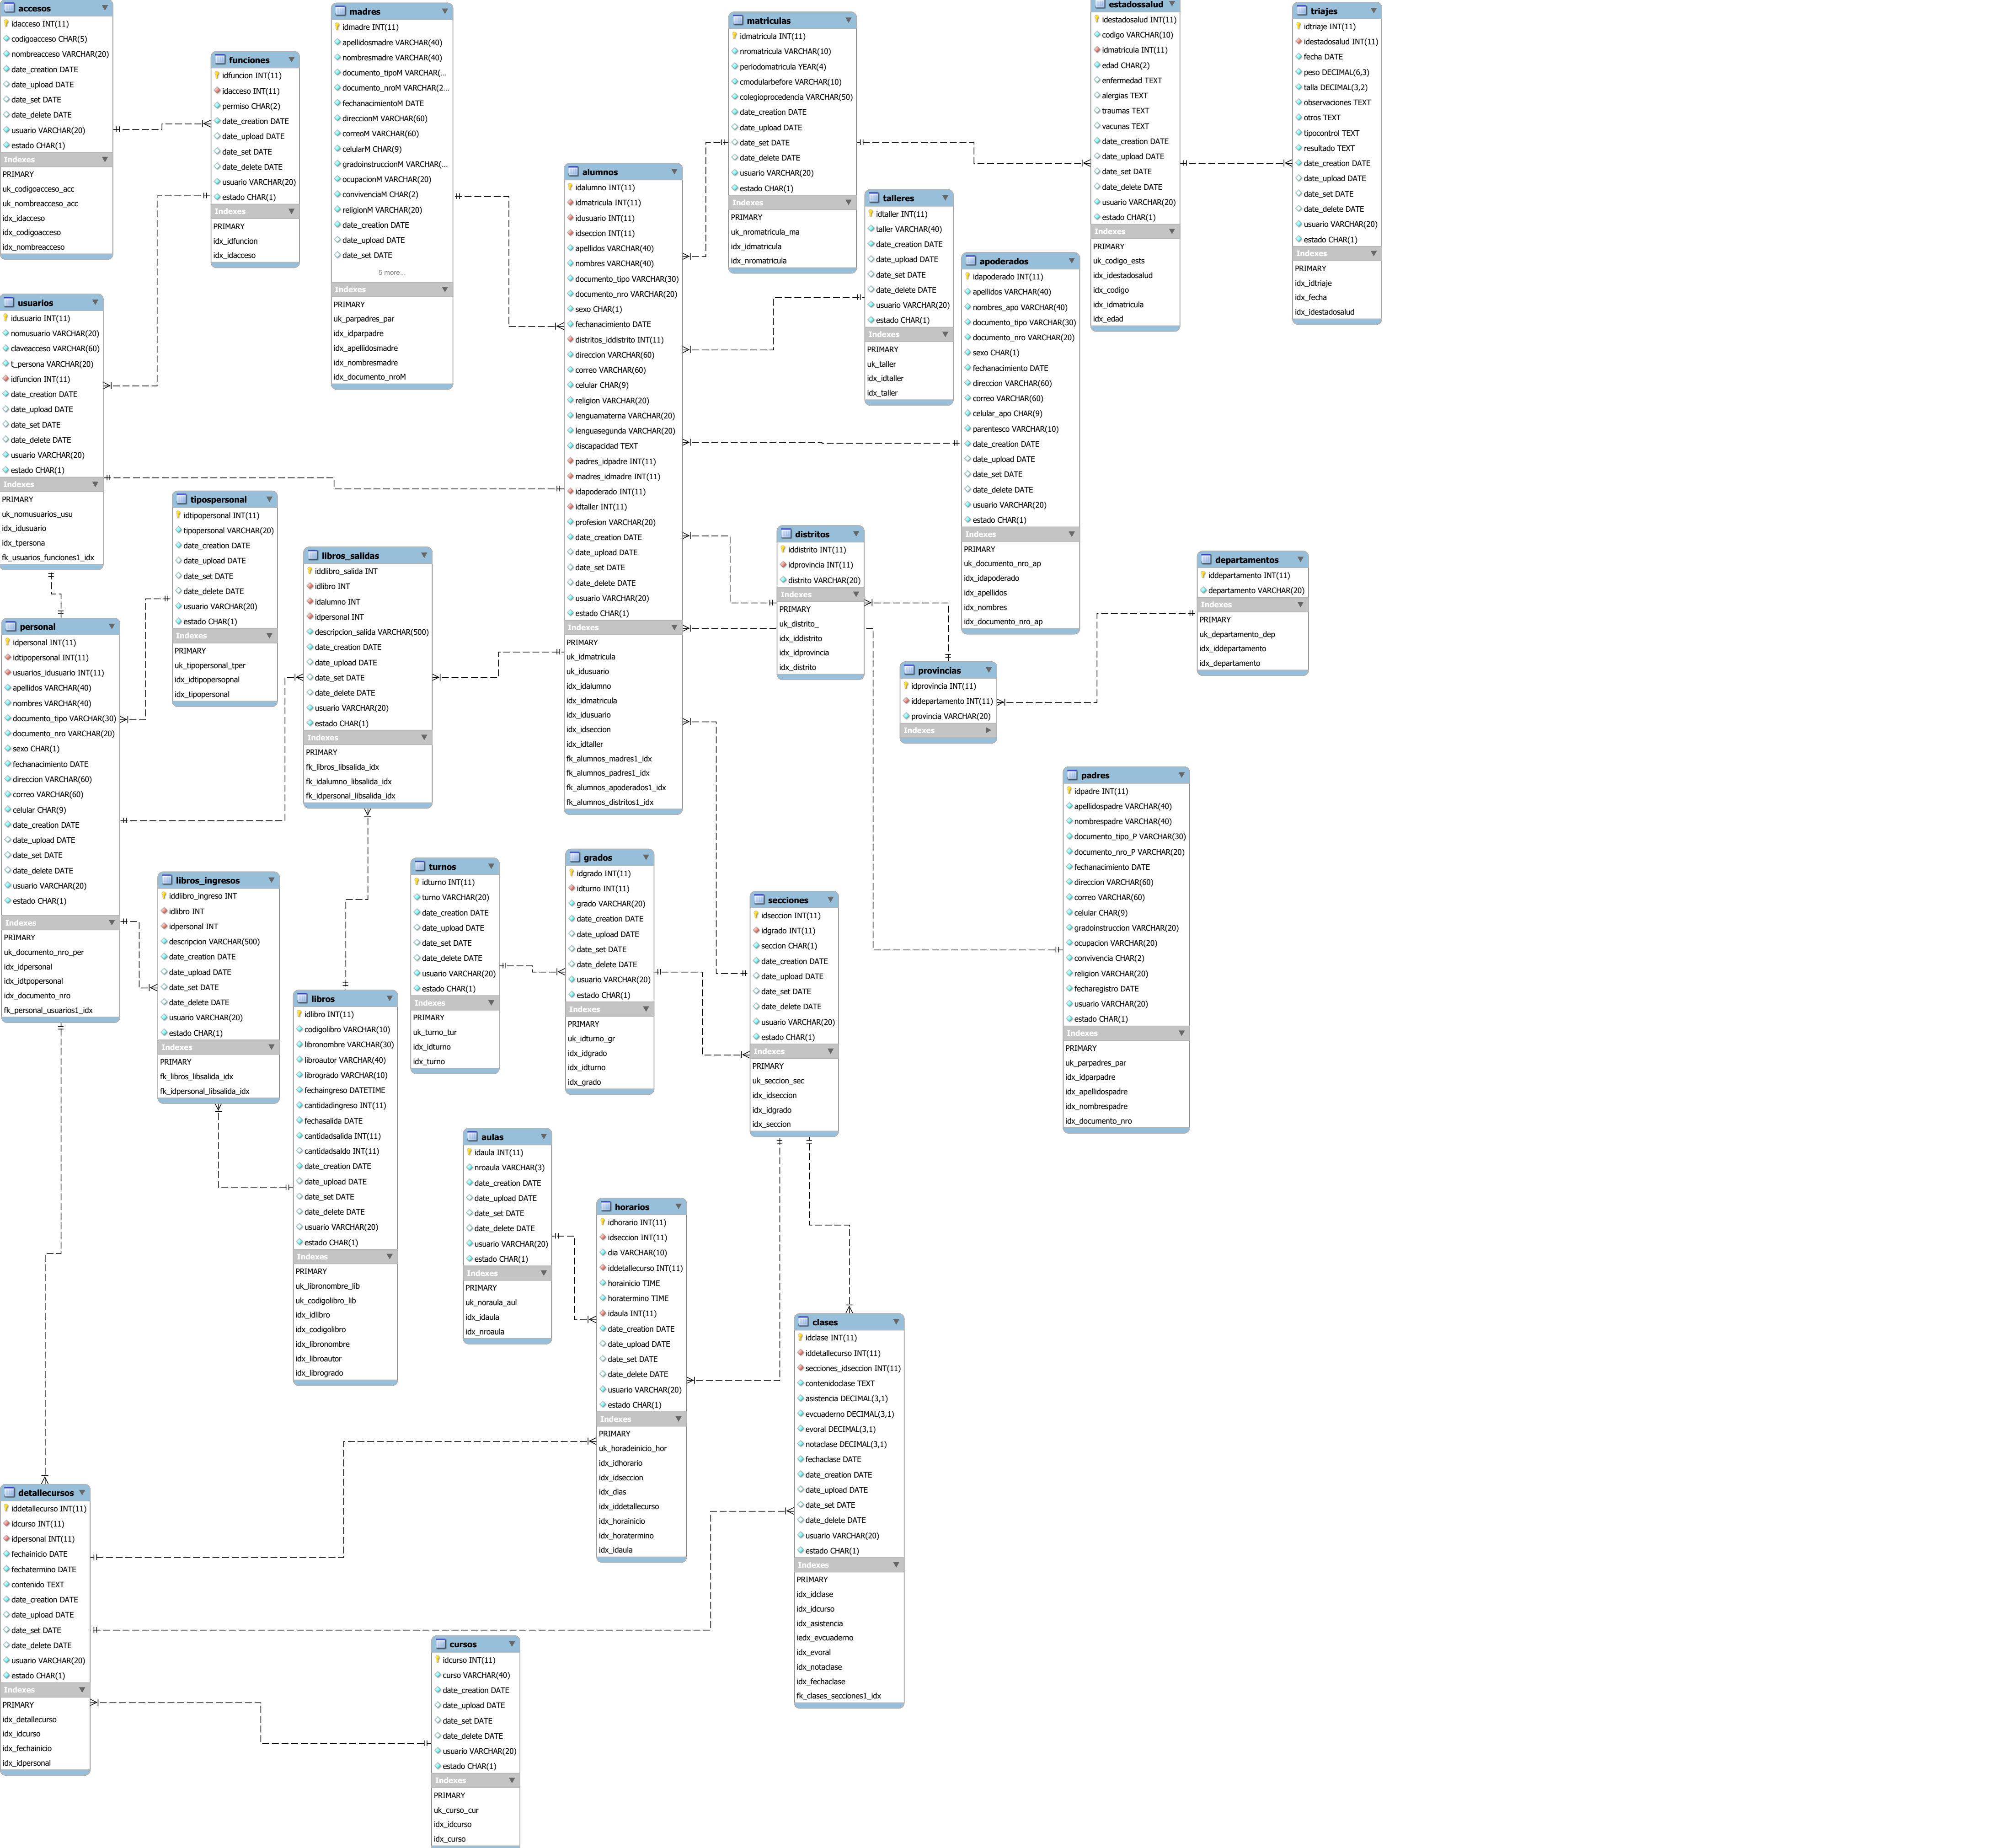 accesos
idacceso INT(11)
codigoacceso CHAR(5)
nombreacceso VARCHAR(20)
date_creation DATE
date_upload DATE
date_set DATE
date_delete DATE
usuario VARCHAR(20)
estado CHAR(1)
Indexes
PRIMARY
uk_codigoacceso_acc
uk_nombreacceso_acc
idx_idacceso
idx_codigoacceso
idx_nombreacceso
funciones
idfuncion INT(11)
idacceso INT(11)
permiso CHAR(2)
date_creation DATE
date_upload DATE
date_set DATE
date_delete DATE
usuario VARCHAR(20)
estado CHAR(1)
Indexes
PRIMARY
idx_idfuncion
idx_idacceso
madres
idmadre INT(11)
apellidosmadre VARCHAR(40)
nombresmadre VARCHAR(40)
documento_tipoM VARCHAR(...
documento_nroM VARCHAR(2...
fechanacimientoM DATE
direccionM VARCHAR(60)
correoM VARCHAR(60)
celularM CHAR(9)
gradoinstruccionM VARCHAR(...
ocupacionM VARCHAR(20)
convivenciaM CHAR(2)
religionM VARCHAR(20)
date_creation DATE
date_upload DATE
date_set DATE
5 more...
Indexes
PRIMARY
uk_parpadres_par
idx_idparpadre
idx_apellidosmadre
idx_nombresmadre
idx_documento_nroM
alumnos
idalumno INT(11)
idmatricula INT(11)
idusuario INT(11)
idseccion INT(11)
apellidos VARCHAR(40)
nombres VARCHAR(40)
documento_tipo VARCHAR(30)
documento_nro VARCHAR(20)
sexo CHAR(1)
fechanacimiento DATE
distritos_iddistrito INT(11)
direccion VARCHAR(60)
correo VARCHAR(60)
celular CHAR(9)
religion VARCHAR(20)
lenguamaterna VARCHAR(20)
lenguasegunda VARCHAR(20)
discapacidad TEXT
padres_idpadre INT(11)
madres_idmadre INT(11)
idapoderado INT(11)
idtaller INT(11)
profesion VARCHAR(20)
date_creation DATE
date_upload DATE
date_set DATE
date_delete DATE
usuario VARCHAR(20)
estado CHAR(1)
Indexes
PRIMARY
uk_idmatricula
uk_idusuario
idx_idalumno
idx_idmatricula
idx_idusuario
idx_idseccion
idx_idtaller
fk_alumnos_madres1_idx
fk_alumnos_padres1_idx
fk_alumnos_apoderados1_idx
fk_alumnos_distritos1_idx
matriculas
idmatricula INT(11)
nromatricula VARCHAR(10)
periodomatricula YEAR(4)
cmodularbefore VARCHAR(10)
colegioprocedencia VARCHAR(50)
date_creation DATE
date_upload DATE
date_set DATE
date_delete DATE
usuario VARCHAR(20)
estado CHAR(1)
Indexes
PRIMARY
uk_nromatricula_ma
idx_idmatricula
idx_nromatricula
talleres
idtaller INT(11)
taller VARCHAR(40)
date_creation DATE
date_upload DATE
date_set DATE
date_delete DATE
usuario VARCHAR(20)
estado CHAR(1)
Indexes
PRIMARY
uk_taller
idx_idtaller
idx_taller
apoderados
idapoderado INT(11)
apellidos VARCHAR(40)
nombres_apo VARCHAR(40)
documento_tipo VARCHAR(30)
documento_nro VARCHAR(20)
sexo CHAR(1)
fechanacimiento DATE
direccion VARCHAR(60)
correo VARCHAR(60)
celular_apo CHAR(9)
parentesco VARCHAR(10)
date_creation DATE
date_upload DATE
date_set DATE
date_delete DATE
usuario VARCHAR(20)
estado CHAR(1)
Indexes
PRIMARY
uk_documento_nro_ap
idx_idapoderado
idx_apellidos
idx_nombres
idx_documento_nro_ap
estadossalud
idestadosalud INT(11)
codigo VARCHAR(10)
idmatricula INT(11)
edad CHAR(2)
enfermedad TEXT
alergias TEXT
traumas TEXT
vacunas TEXT
date_creation DATE
date_upload DATE
date_set DATE
date_delete DATE
usuario VARCHAR(20)
estado CHAR(1)
Indexes
PRIMARY
uk_codigo_ests
idx_idestadosalud
idx_codigo
idx_idmatricula
idx_edad
triajes
idtriaje INT(11)
idestadosalud INT(11)
fecha DATE
peso DECIMAL(6,3)
talla DECIMAL(3,2)
observaciones TEXT
otros TEXT
tipocontrol TEXT
resultado TEXT
date_creation DATE
date_upload DATE
date_set DATE
date_delete DATE
usuario VARCHAR(20)
estado CHAR(1)
Indexes
PRIMARY
idx_idtriaje
idx_fecha
idx_idestadosalud
usuarios
idusuario INT(11)
nomusuario VARCHAR(20)
claveacceso VARCHAR(60)
t_persona VARCHAR(20)
idfuncion INT(11)
date_creation DATE
date_upload DATE
date_set DATE
date_delete DATE
usuario VARCHAR(20)
estado CHAR(1)
Indexes
PRIMARY
uk_nomusuarios_usu
idx_idusuario
idx_tpersona
fk_usuarios_funciones1_idx
tipospersonal
idtipopersonal INT(11)
tipopersonal VARCHAR(20)
date_creation DATE
date_upload DATE
date_set DATE
date_delete DATE
usuario VARCHAR(20)
estado CHAR(1)
Indexes
PRIMARY
uk_tipopersonal_tper
idx_idtipopersopnal
idx_tipopersonal
libros_salidas
iddlibro_salida INT
idlibro INT
idalumno INT
idpersonal INT
descripcion_salida VARCHAR(500)
date_creation DATE
date_upload DATE
date_set DATE
date_delete DATE
usuario VARCHAR(20)
estado CHAR(1)
Indexes
PRIMARY
fk_libros_libsalida_idx
fk_idalumno_libsalida_idx
fk_idpersonal_libsalida_idx
distritos
iddistrito INT(11)
idprovincia INT(11)
distrito VARCHAR(20)
Indexes
PRIMARY
uk_distrito_
idx_iddistrito
idx_idprovincia
idx_distrito
departamentos
iddepartamento INT(11)
departamento VARCHAR(20)
Indexes
PRIMARY
uk_departamento_dep
idx_iddepartamento
idx_departamento
provincias
idprovincia INT(11)
iddepartamento INT(11)
provincia VARCHAR(20)
Indexes
personal
idpersonal INT(11)
idtipopersonal INT(11)
usuarios_idusuario INT(11)
apellidos VARCHAR(40)
nombres VARCHAR(40)
documento_tipo VARCHAR(30)
documento_nro VARCHAR(20)
sexo CHAR(1)
fechanacimiento DATE
direccion VARCHAR(60)
correo VARCHAR(60)
celular CHAR(9)
date_creation DATE
date_upload DATE
date_set DATE
date_delete DATE
usuario VARCHAR(20)
estado CHAR(1)
Indexes
PRIMARY
uk_documento_nro_per
idx_idpersonal
idx_idtpopersonal
idx_documento_nro
fk_personal_usuarios1_idx
libros_ingresos
iddlibro_ingreso INT
idlibro INT
idpersonal INT
descripcion VARCHAR(500)
date_creation DATE
date_upload DATE
date_set DATE
date_delete DATE
usuario VARCHAR(20)
estado CHAR(1)
Indexes
PRIMARY
fk_libros_libsalida_idx
fk_idpersonal_libsalida_idx
libros
idlibro INT(11)
codigolibro VARCHAR(10)
libronombre VARCHAR(30)
libroautor VARCHAR(40)
librogrado VARCHAR(10)
fechaingreso DATETIME
cantidadingreso INT(11)
fechasalida DATE
cantidadsalida INT(11)
cantidadsaldo INT(11)
date_creation DATE
date_upload DATE
date_set DATE
date_delete DATE
usuario VARCHAR(20)
estado CHAR(1)
Indexes
PRIMARY
uk_libronombre_lib
uk_codigolibro_lib
idx_idlibro
idx_codigolibro
idx_libronombre
idx_libroautor
idx_librogrado
turnos
idturno INT(11)
turno VARCHAR(20)
date_creation DATE
date_upload DATE
date_set DATE
date_delete DATE
usuario VARCHAR(20)
estado CHAR(1)
Indexes
PRIMARY
uk_turno_tur
idx_idturno
idx_turno
grados
idgrado INT(11)
idturno INT(11)
grado VARCHAR(20)
date_creation DATE
date_upload DATE
date_set DATE
date_delete DATE
usuario VARCHAR(20)
estado CHAR(1)
Indexes
PRIMARY
uk_idturno_gr
idx_idgrado
idx_idturno
idx_grado
secciones
idseccion INT(11)
idgrado INT(11)
seccion CHAR(1)
date_creation DATE
date_upload DATE
date_set DATE
date_delete DATE
usuario VARCHAR(20)
estado CHAR(1)
Indexes
PRIMARY
uk_seccion_sec
idx_idseccion
idx_idgrado
idx_seccion
padres
idpadre INT(11)
apellidospadre VARCHAR(40)
nombrespadre VARCHAR(40)
documento_tipo_P VARCHAR(30)
documento_nro_P VARCHAR(20)
fechanacimiento DATE
direccion VARCHAR(60)
correo VARCHAR(60)
celular CHAR(9)
gradoinstruccion VARCHAR(20)
ocupacion VARCHAR(20)
convivencia CHAR(2)
religion VARCHAR(20)
fecharegistro DATE
usuario VARCHAR(20)
estado CHAR(1)
Indexes
PRIMARY
uk_parpadres_par
idx_idparpadre
idx_apellidospadre
idx_nombrespadre
idx_documento_nro
aulas
idaula INT(11)
nroaula VARCHAR(3)
date_creation DATE
date_upload DATE
date_set DATE
date_delete DATE
usuario VARCHAR(20)
estado CHAR(1)
Indexes
PRIMARY
uk_noraula_aul
idx_idaula
idx_nroaula
horarios
idhorario INT(11)
idseccion INT(11)
dia VARCHAR(10)
iddetallecurso INT(11)
horainicio TIME
horatermino TIME
idaula INT(11)
date_creation DATE
date_upload DATE
date_set DATE
date_delete DATE
usuario VARCHAR(20)
estado CHAR(1)
Indexes
PRIMARY
uk_horadeinicio_hor
idx_idhorario
idx_idseccion
idx_dias
idx_iddetallecurso
idx_horainicio
idx_horatermino
idx_idaula
clases
idclase INT(11)
iddetallecurso INT(11)
secciones_idseccion INT(11)
contenidoclase TEXT
asistencia DECIMAL(3,1)
evcuaderno DECIMAL(3,1)
evoral DECIMAL(3,1)
notaclase DECIMAL(3,1)
fechaclase DATE
date_creation DATE
date_upload DATE
date_set DATE
date_delete DATE
usuario VARCHAR(20)
estado CHAR(1)
Indexes
PRIMARY
idx_idclase
idx_idcurso
idx_asistencia
iedx_evcuaderno
idx_evoral
idx_notaclase
idx_fechaclase
fk_clases_secciones1_idx
detallecursos
iddetallecurso INT(11)
idcurso INT(11)
idpersonal INT(11)
fechainicio DATE
fechatermino DATE
contenido TEXT
date_creation DATE
date_upload DATE
date_set DATE
date_delete DATE
usuario VARCHAR(20)
estado CHAR(1)
Indexes
PRIMARY
idx_detallecurso
idx_idcurso
idx_fechainicio
idx_idpersonal
cursos
idcurso INT(11)
curso VARCHAR(40)
date_creation DATE
date_upload DATE
date_set DATE
date_delete DATE
usuario VARCHAR(20)
estado CHAR(1)
Indexes
PRIMARY
uk_curso_cur
idx_idcurso
idx_curso